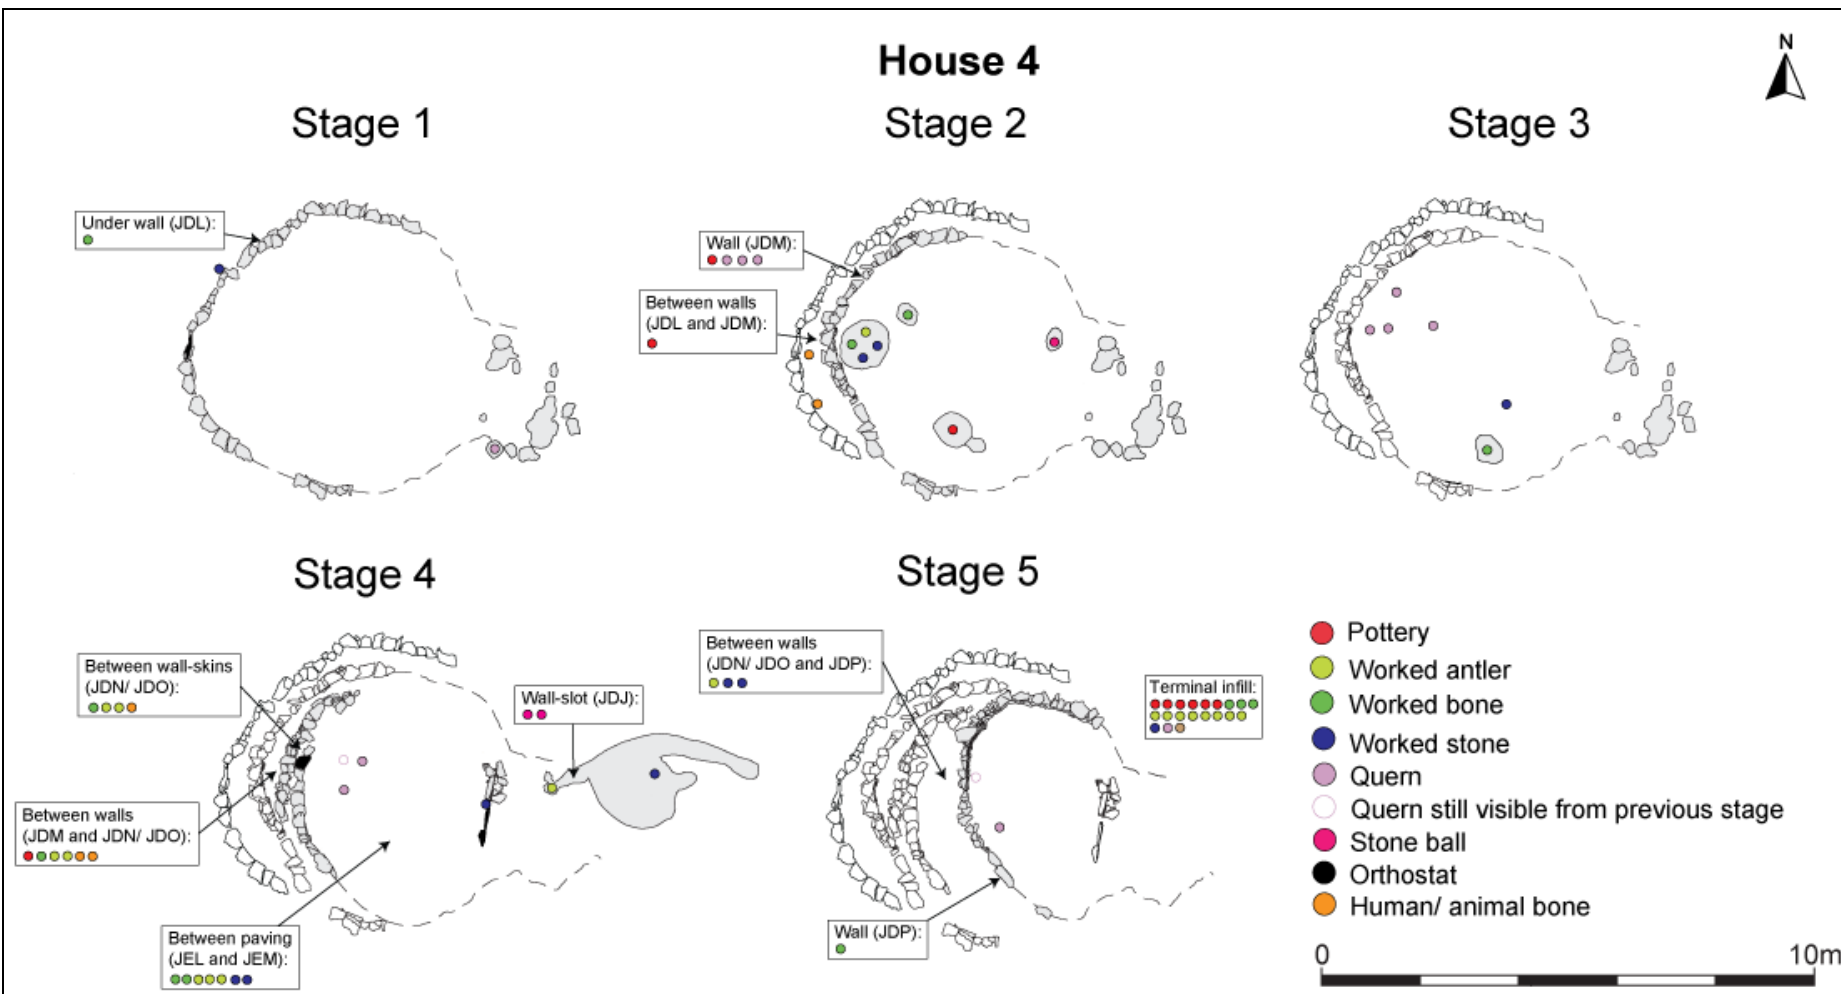 House 4
N
Stage 1
Stage 2
Stage 3
Under wall (JDL):
Wall (JDM):
Between walls
(JDL and JDM):
Stage 4
Stage 5
Between wall-skins
(JDN/ JDO):
Wall-slot (JDJ):
Between walls
(JDM and JDN/ JDO):
Between paving
(JEL and JEM):
Between walls
(JDN/ JDO and JDP):
Terminal infill:
Wall (JDP):
Pottery
Worked antler
Worked bone
Worked stone
Quern
Quern still visible from previous stage
Stone ball
Orthostat
Human/ animal bone
0 10m